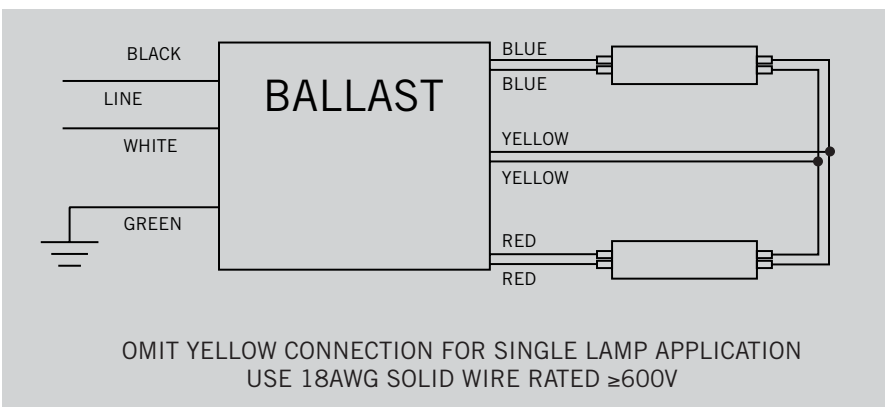 BLACK
LINE
WHITE
GREEN
BALLAST
BLUE
BLUE
YELLOW
YELLOW
RED
RED
OMIT YELLOW CONNECTION FOR SINGLE LAMP APPLICATION
USE 18AWG SOLID WIRE RATED ≥600V